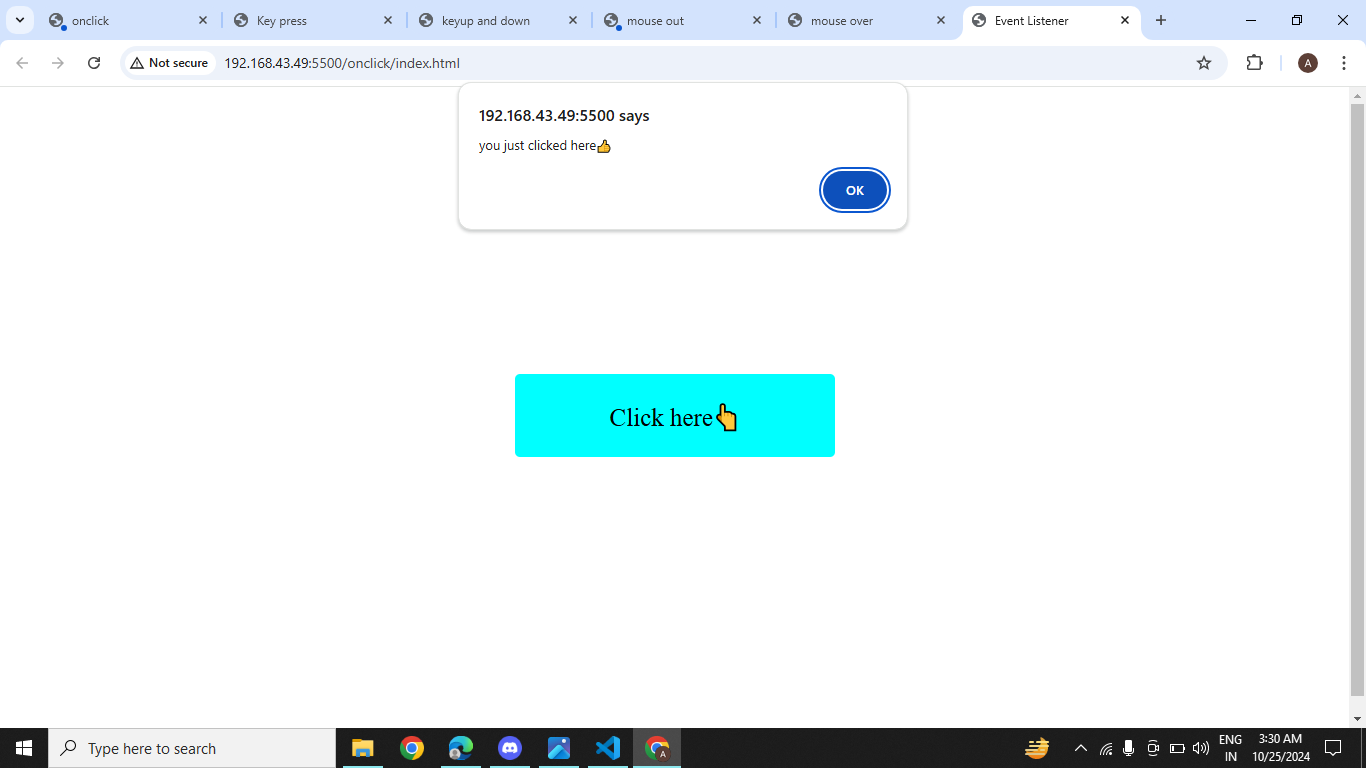 onclick
Key press
keyup and down
mouse out
mouse over
Event Listener
Not secure
192.168.43.49:5500/onclick/index.html
A
192.168.43.49:5500 says
you just clicked here👍
OK
Click here👆
Type here to search
A
ENG
IN
3:30 AM
10/25/2024